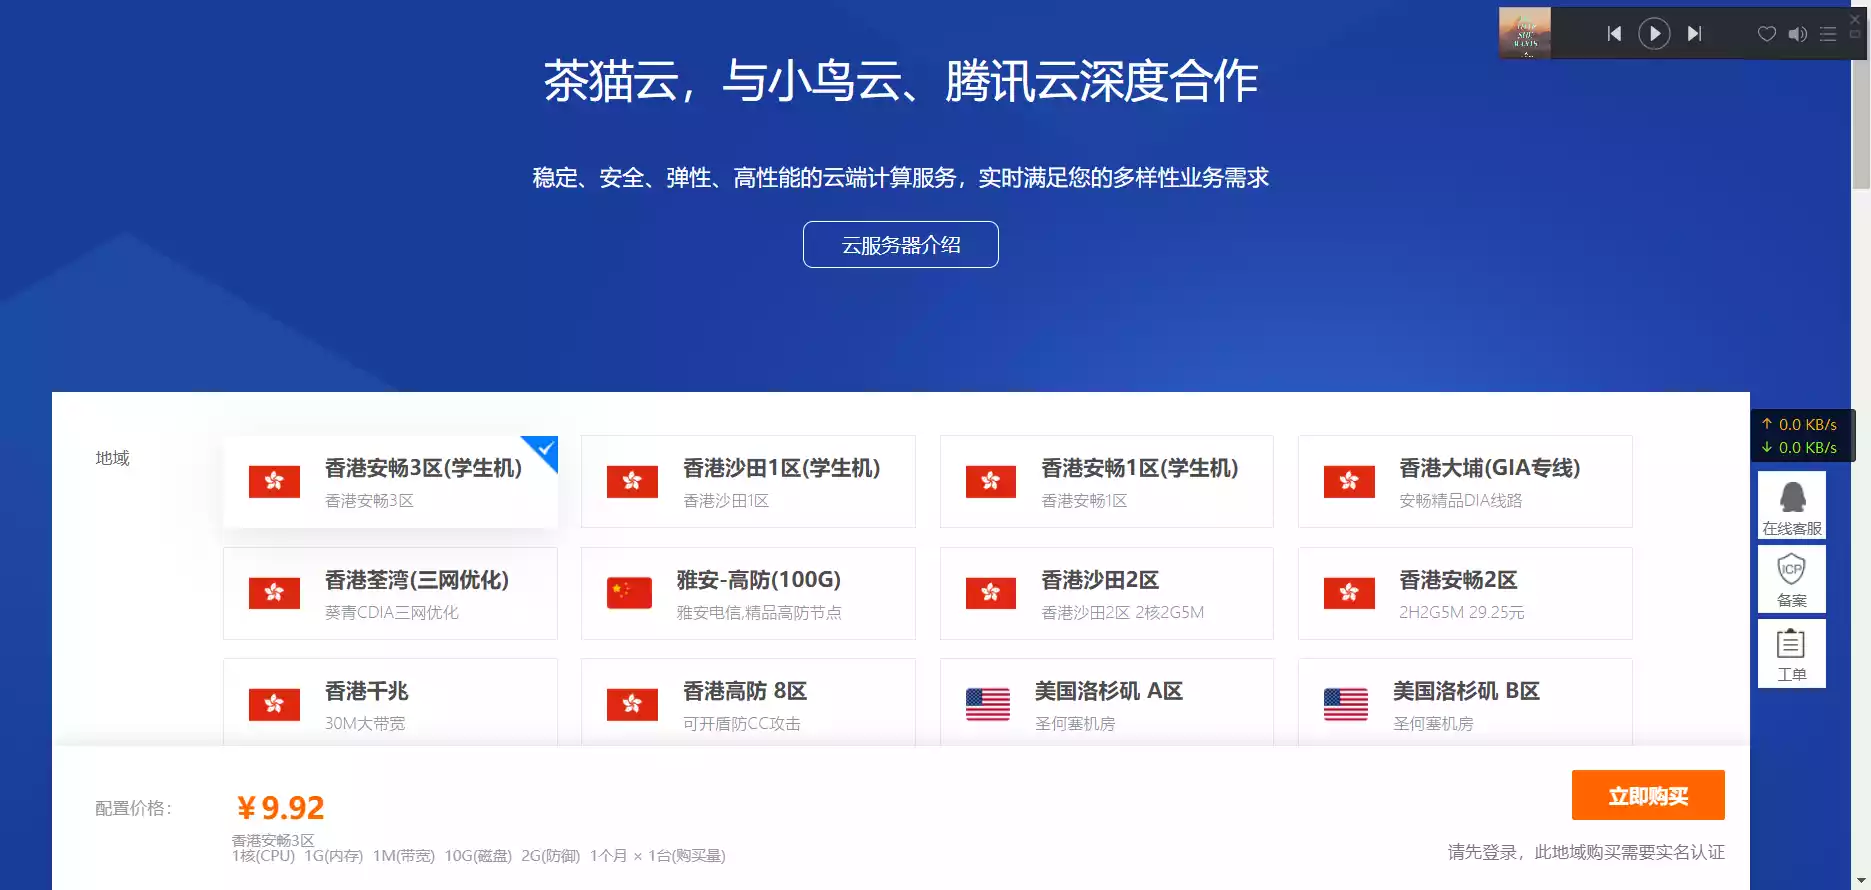 茶猫云，与小鸟云、腾讯云深度合作
稳定、安全、弹性、高性能的云端计算服务，实时满足您的多样性业务需求
云服务器介绍
↑ 0.0 KB/s
↓ 0.0 KB/s
在线客服
ICP
备案
工单
地域
香港安畅3区(学生机)
香港安畅3区
香港沙田1区(学生机)
香港沙田1区
香港安畅1区(学生机)
香港安畅1区
香港大埔(GIA专线)
安畅精品DIA线路
香港荃湾(三网优化)
葵青CDIA三网优化
雅安-高防(100G)
雅安电信,精品高防节点
香港沙田2区
香港沙田2区 2核2G5M
香港安畅2区
2H2G5M 29.25元
香港千兆
30M大带宽
香港高防 8区
可开盾防CC攻击
美国洛杉矶 A区
圣何塞机房
美国洛杉矶 B区
圣何塞机房
配置价格：
￥9.92
香港安畅3区
1核(CPU) 1G(内存) 1M(带宽) 10G(磁盘) 2G(防御) 1个月 × 1台(购买量)
立即购买
请先登录，此地域购买需要实名认证